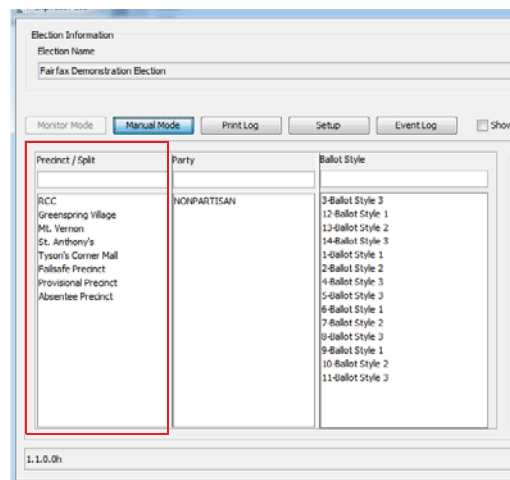 Election Information
Election Name
Fairfax Demonstration Election
Monitor Mode Manual Mode Print Log Setup Event Log Show
Precinct / Split Party Ballot Style
RCC NONPARTISAN 3-Ballot Style 3
Greenspring Village 12-Ballot Style 1
Mt. Vernon 13-Ballot Style 2
St. Anthony's 14-Ballot Style 3
Tyson's Corner Mall 1-Ballot Style 1
Failsafe Precinct 2-Ballot Style 2
Provisional Precinct 4-Ballot Style 3
Absentee Precinct 5-Ballot Style 3
6-Ballot Style 1
7-Ballot Style 2
8-Ballot Style 3
9-Ballot Style 1
10-Ballot Style 2
11-Ballot Style 3
1.1.0.0h